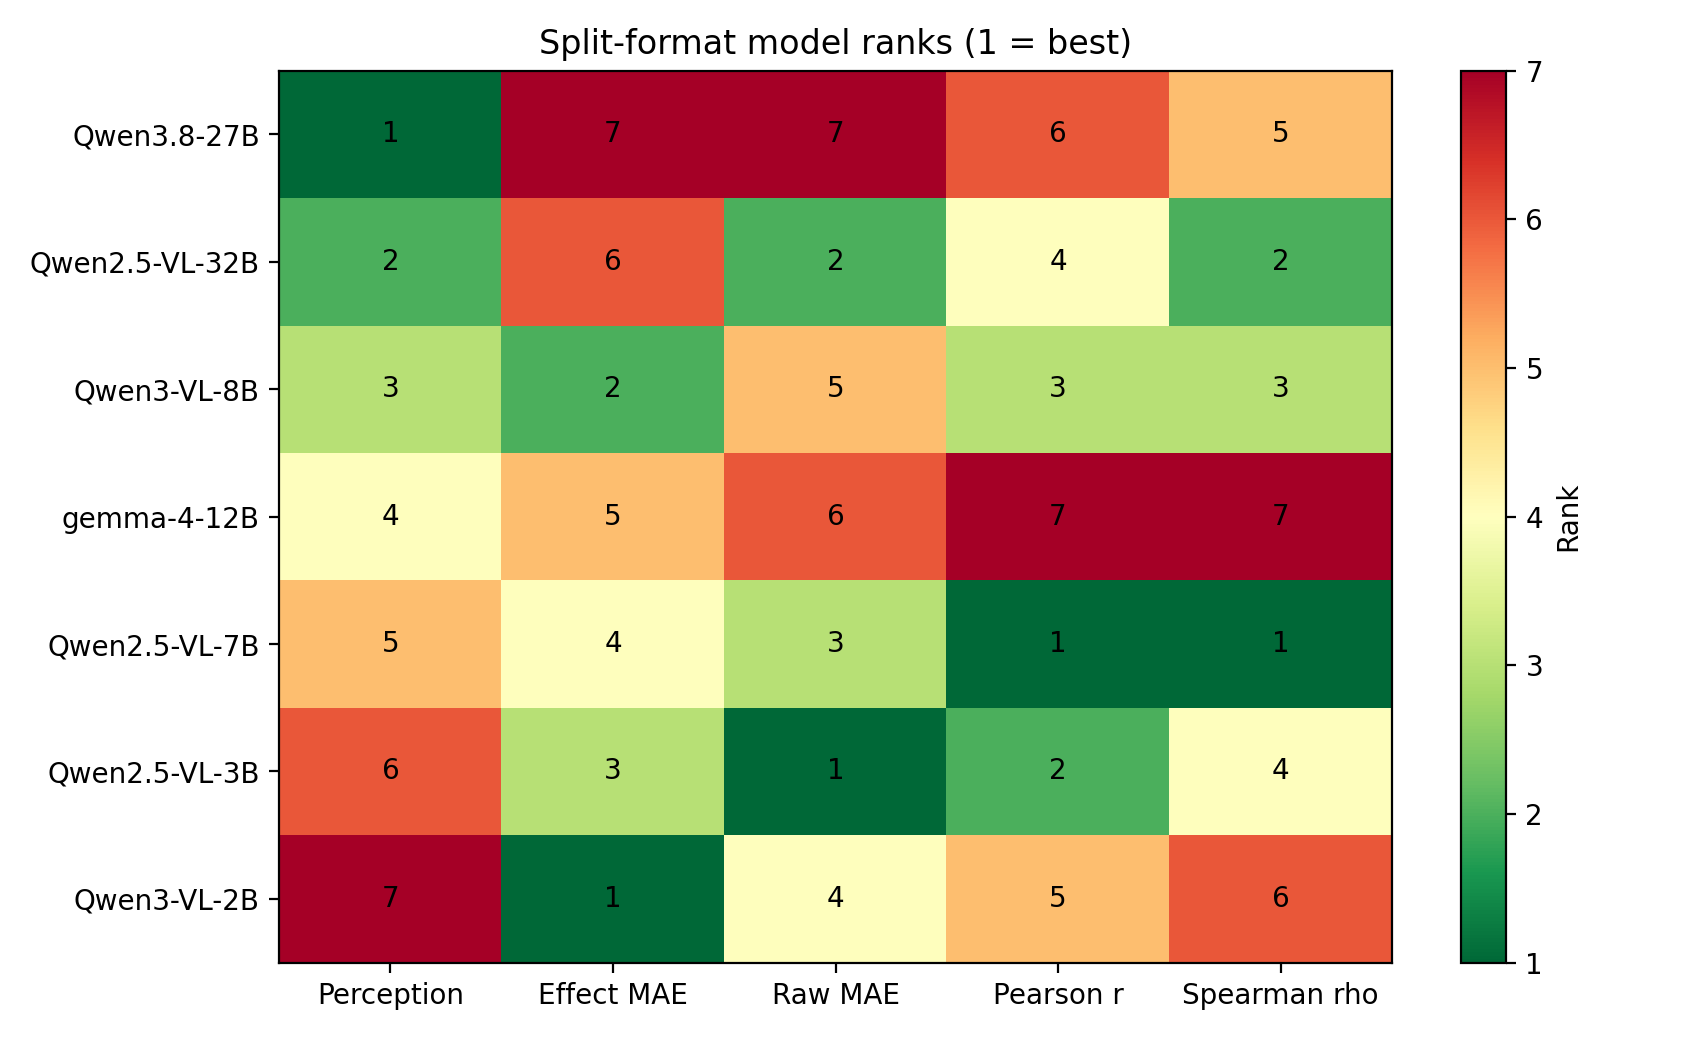 Split-format model ranks (1 = best)
Qwen3.8-27B 1 7 7 6 5
Qwen2.5-VL-32B 2 6 2 4 2
Qwen3-VL-8B 3 2 5 3 3
gemma-4-12B 4 5 6 7 7
Qwen2.5-VL-7B 5 4 3 1 1
Qwen2.5-VL-3B 6 3 1 2 4
Qwen3-VL-2B 7 1 4 5 6
Perception Effect MAE Raw MAE Pearson r Spearman rho
7
6
5
4
3
2
1
Rank